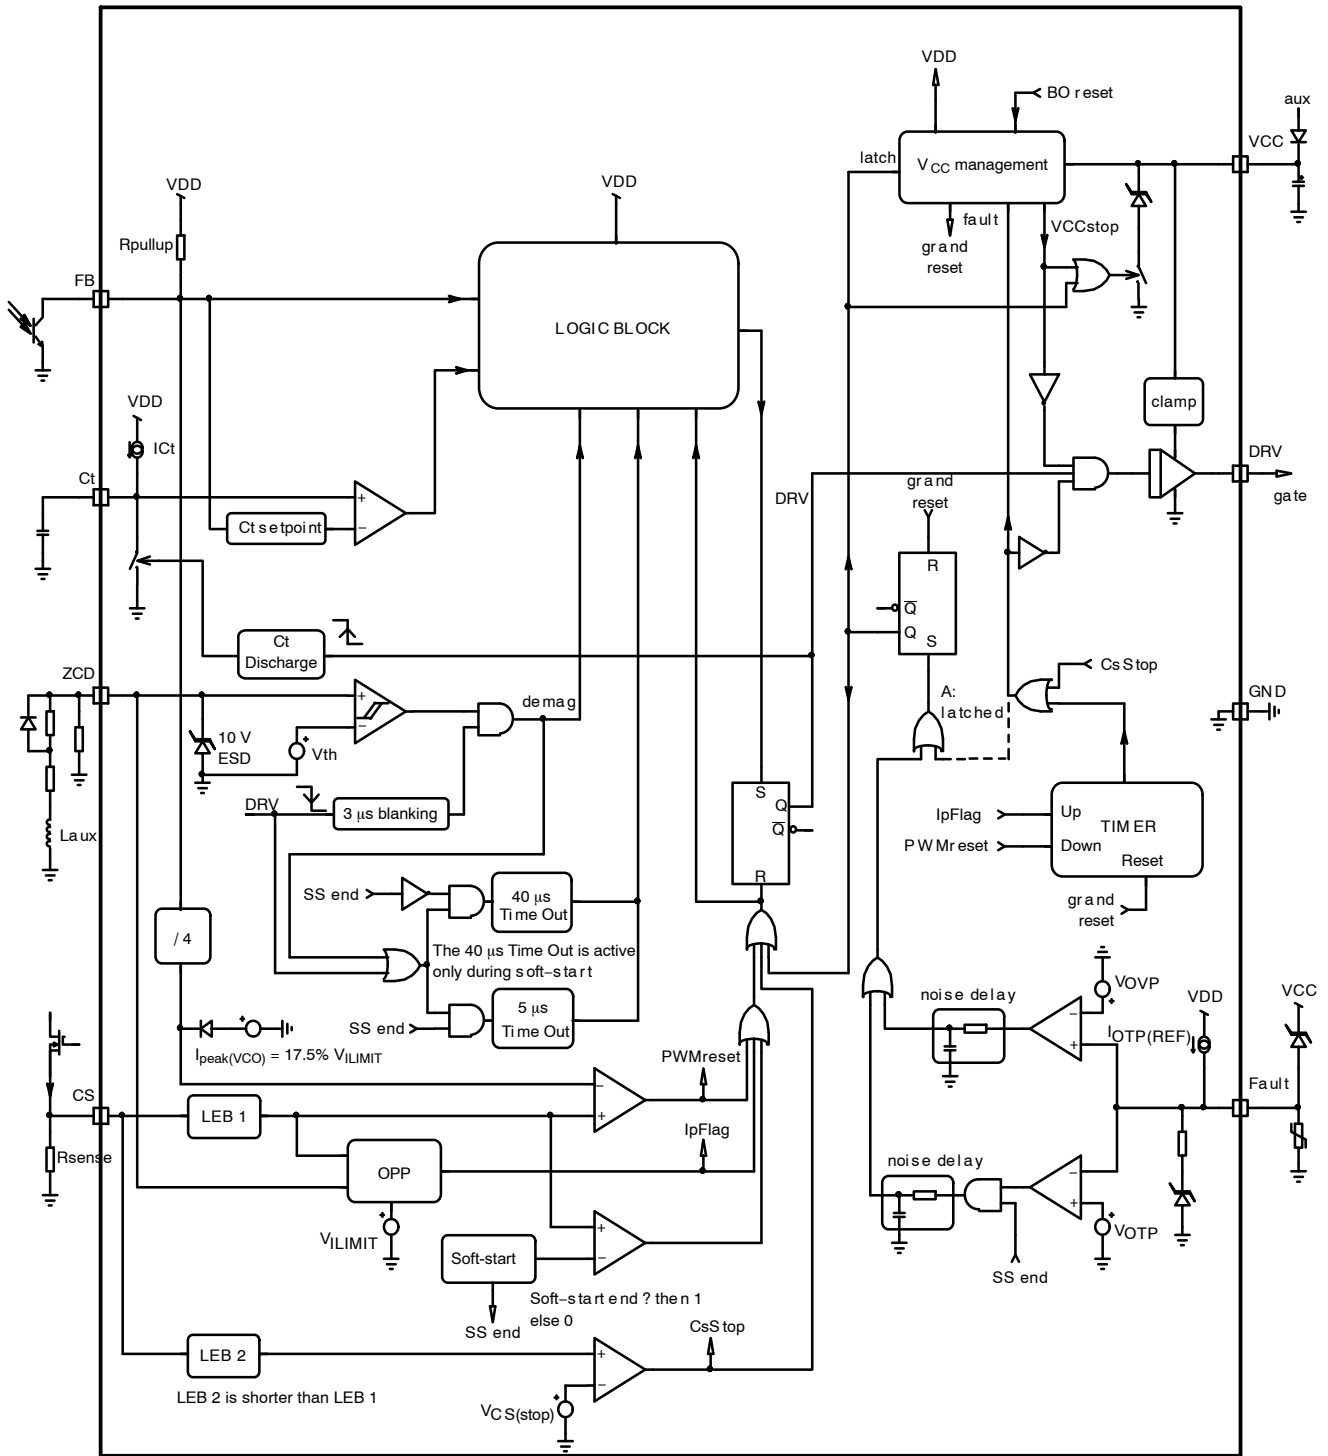 VDD
BO reset
aux
VCC
latch
VCC management
VDD
VDD
fault
VCCstop
Rpullup
grand
reset
FB
LOGIC BLOCK
VDD
clamp
ICt
Ct
DRV
grand
reset
DRV
gate
Ct setpoint
+
−
R
Q
Q
S
Ct
Discharge
CsStop
ZCD
A:
latched
GND
demag
+
−
10 V
ESD
Vth
S
Q
Q
R
DRV
3 µs blanking
IpFlag
Up
TIMER
PWMreset
Down
Reset
Laux
SS end
40 µs
Time Out
grand
reset
/ 4
The 40 µs Time Out is active
only during soft−start
VOVP
noise delay
VDD
VCC
5 µs
Time Out
SS end
IOTP(REF)
−
+
Ipeak(VCO) = 17.5% VILIMIT
PWMreset
Fault
CS
LEB 1
−
+
IpFlag
Rsense
OPP
noise delay
−
+
VILIMIT
VOTP
Soft−start
+
−
SS end
Soft−start end ? then 1
else 0
SS end
CsStop
LEB 2
+
−
LEB 2 is shorter than LEB 1
VCS(stop)